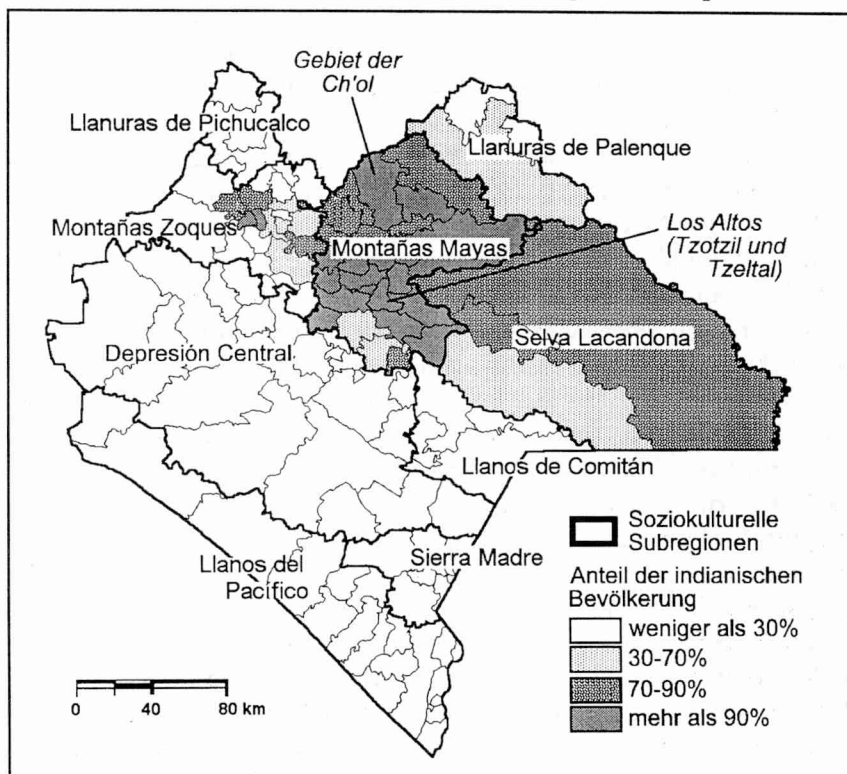 Gebiet der
Ch'ol
Llanuras de Pichucalco
Llanuras de Palenque
Montañas Zoques
Montañas Mayas
Los Altos
(Tzotzil und
Tzeltal)
Selva Lacandona
Depresión Central
Llanos de Comitán
Llanos del
Pacífico
Sierra Madre
Soziokulturelle
Subregionen
Anteil der indianischen
Bevölkerung
weniger als 30%
30-70%
70-90%
mehr als 90%
0 40 80 km